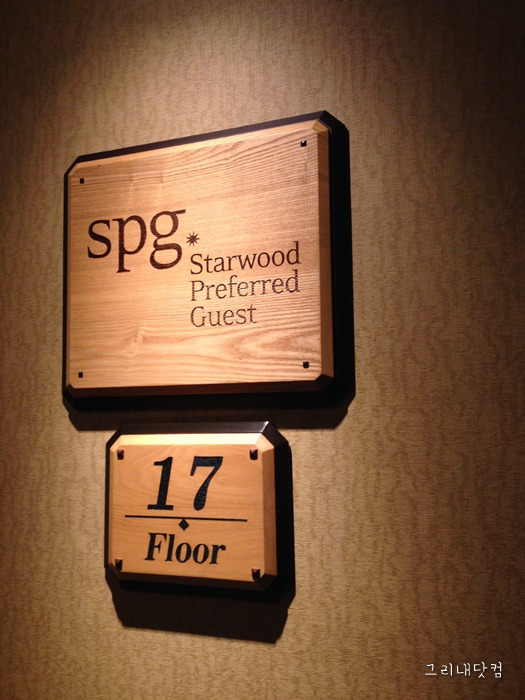 spg*
Starwood
Preferred
Guest
17
Floor
그리내닷컴